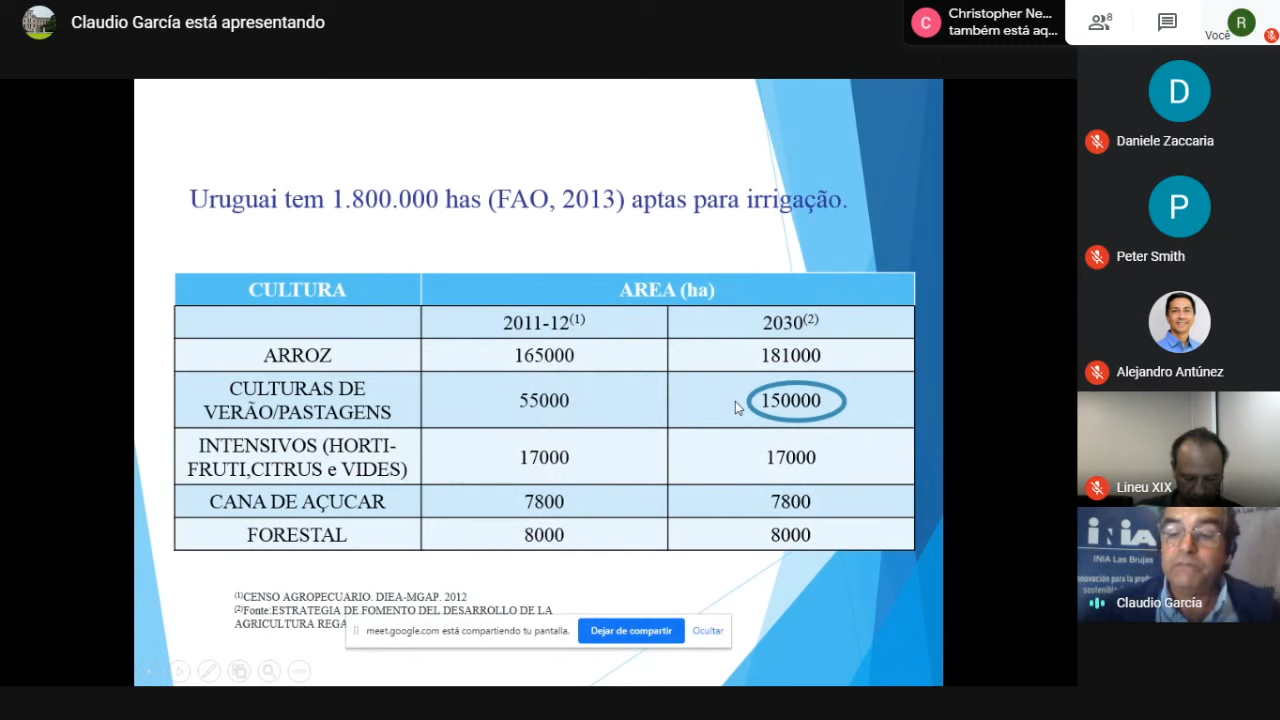 Claudio García está apresentando
C
Christopher Ne...
também está aq...
8
Você
R
Uruguai tem 1.800.000 has (FAO, 2013) aptas para irrigação.
CULTURA AREA (ha)
2011-12(1) 2030(2)
ARROZ 165000 181000
CULTURAS DE
VERÃO/PASTAGENS 55000 150000
INTENSIVOS (HORTI-
FRUTI,CITRUS e VIDES) 17000 17000
CANA DE AÇUCAR 7800 7800
FORESTAL 8000 8000
(1)CENSO AGROPECUARIO. DIEA-MGAP. 2012
(2)Fonte:ESTRATEGIA DE FOMENTO DEL DESARROLLO DE LA
AGRICULTURA REGA
meet.google.com está compartiendo tu pantalla. Dejar de compartir Ocultar
D
Daniele Zaccaria
P
Peter Smith
Alejandro Antúnez
Lineu XIX
INIA
INIA Las Brujas
Claudio García